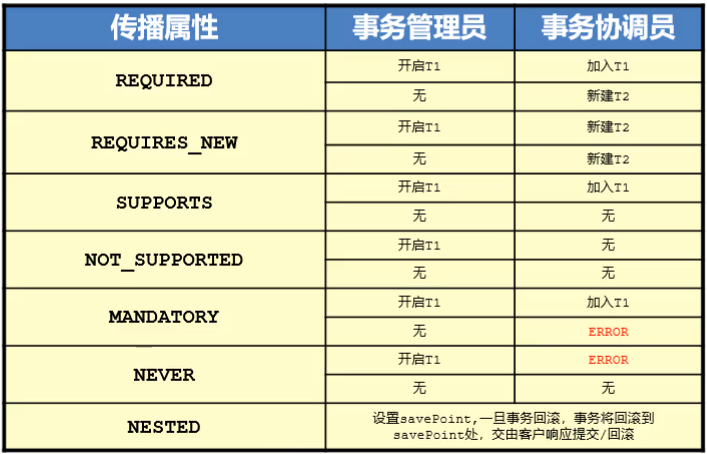 传播属性 事务管理员 事务协调员
REQUIRED
开启T1 加入T1
无 新建T2
REQUIRES_NEW
开启T1 新建T2
无 新建T2
SUPPORTS
开启T1 加入T1
无 无
NOT_SUPPORTED
开启T1 无
无 无
MANDATORY
开启T1 加入T1
无 ERROR
NEVER
开启T1 ERROR
无 无
NESTED
设置savePoint,一旦事务回滚,事务将回滚到
savePoint处,交由客户响应提交/回滚